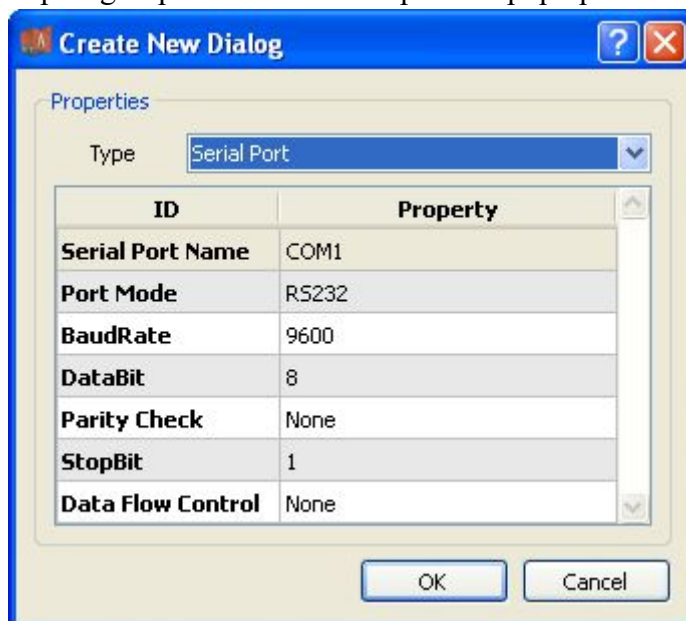 Create New Dialog
Properties
Type Serial Port
ID Property
Serial Port Name COM1
Port Mode RS232
BaudRate 9600
DataBit 8
Parity Check None
StopBit 1
Data Flow Control None
OK Cancel